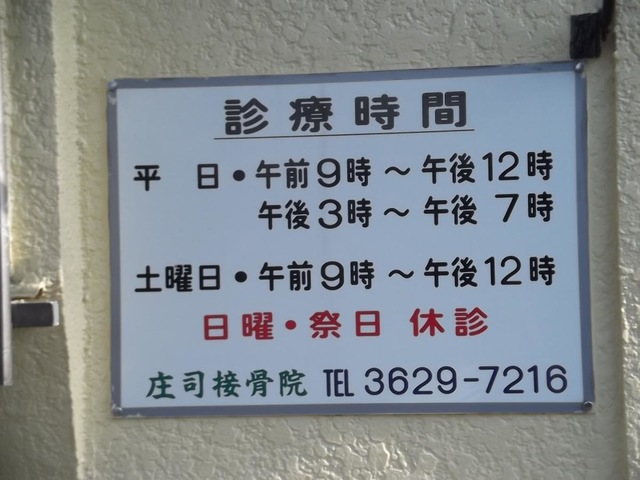 診療時間
平 日・午前9時～午後12時
午後3時～午後 7時
土曜日・午前9時～午後12時
日曜・祭日 休診
庄司接骨院 TEL 3629-7216